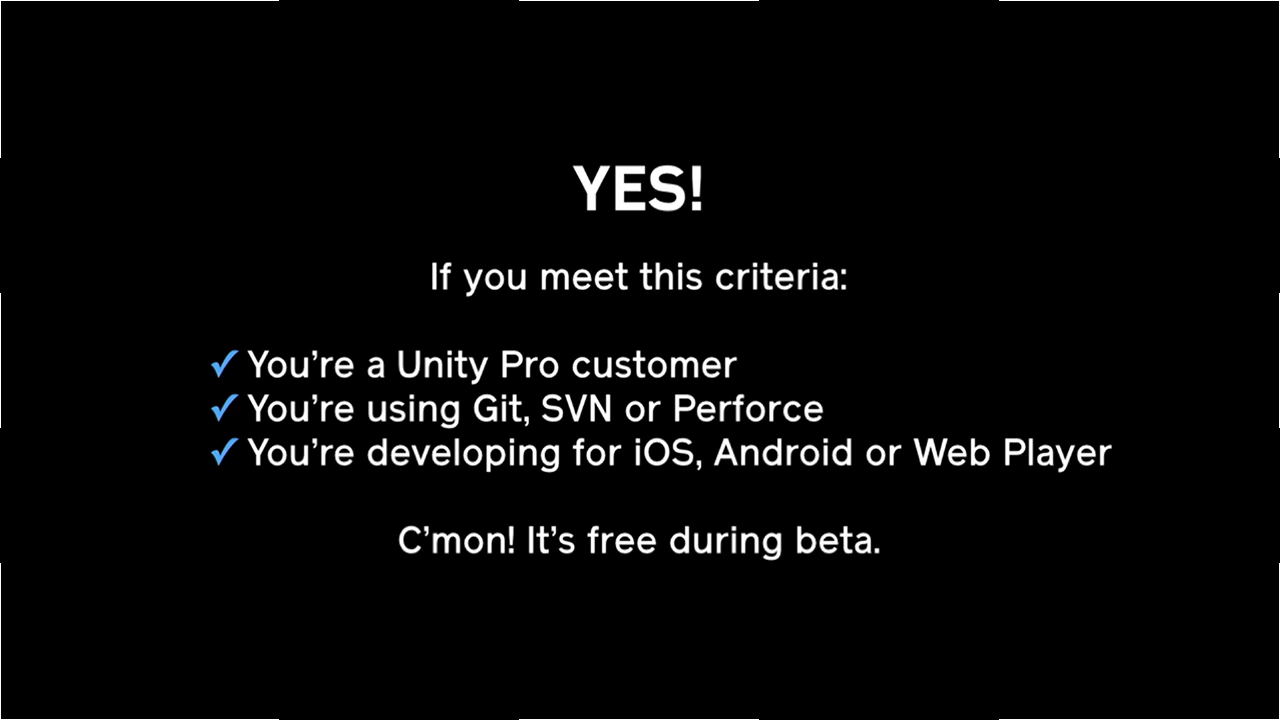 YES!
If you meet this criteria:
✓ You’re a Unity Pro customer
✓ You’re using Git, SVN or Perforce
✓ You’re developing for iOS, Android or Web Player
C’mon! It’s free during beta.